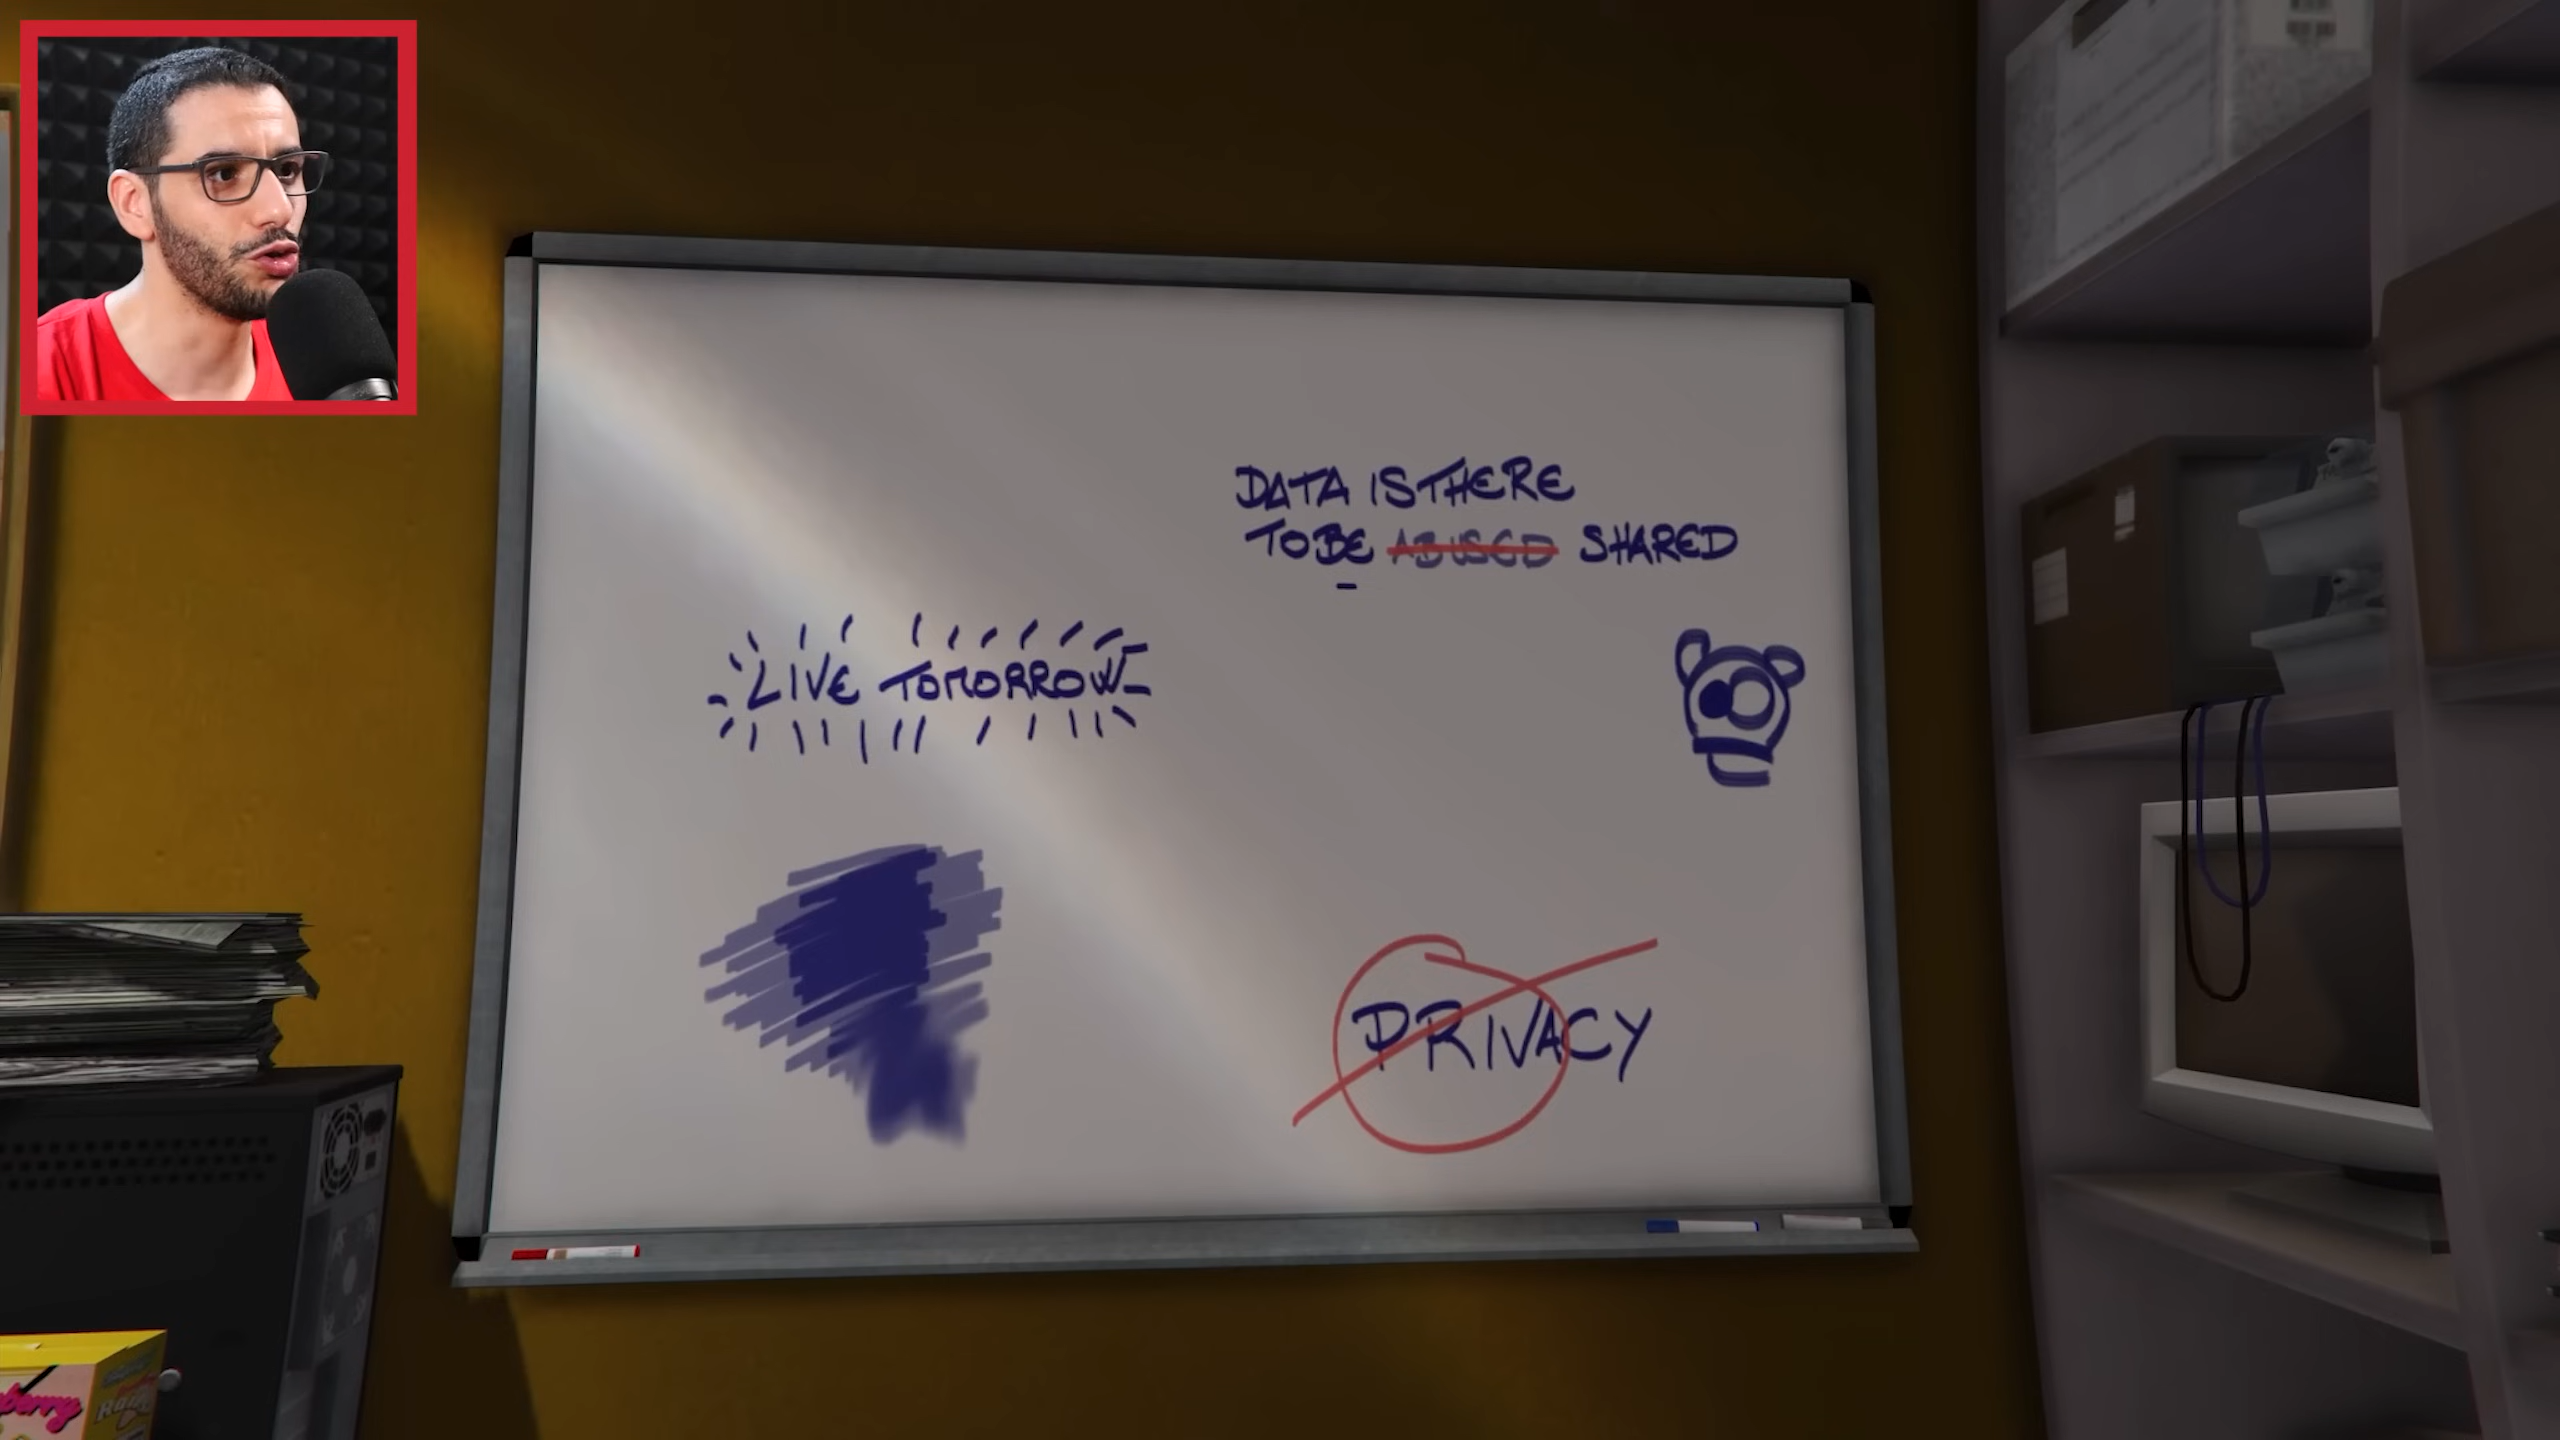 DATA IS THERE
TO BE ABUSED SHARED
LIVE TOMORROW
PRIVACY